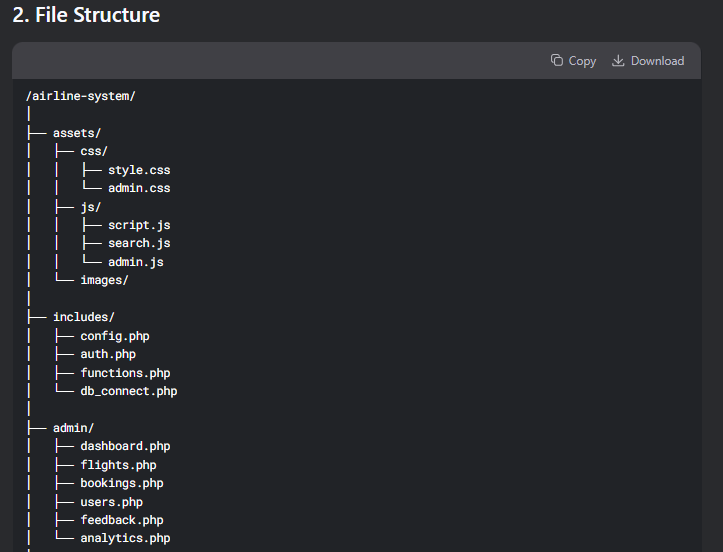 2. File Structure
Copy Download
/airline-system/
│
├── assets/
│   ├── css/
│   │   ├── style.css
│   │   └── admin.css
│   ├── js/
│   │   ├── script.js
│   │   ├── search.js
│   │   └── admin.js
│   └── images/
│
├── includes/
│   ├── config.php
│   ├── auth.php
│   ├── functions.php
│   └── db_connect.php
│
├── admin/
│   ├── dashboard.php
│   ├── flights.php
│   ├── bookings.php
│   ├── users.php
│   ├── feedback.php
│   └── analytics.php